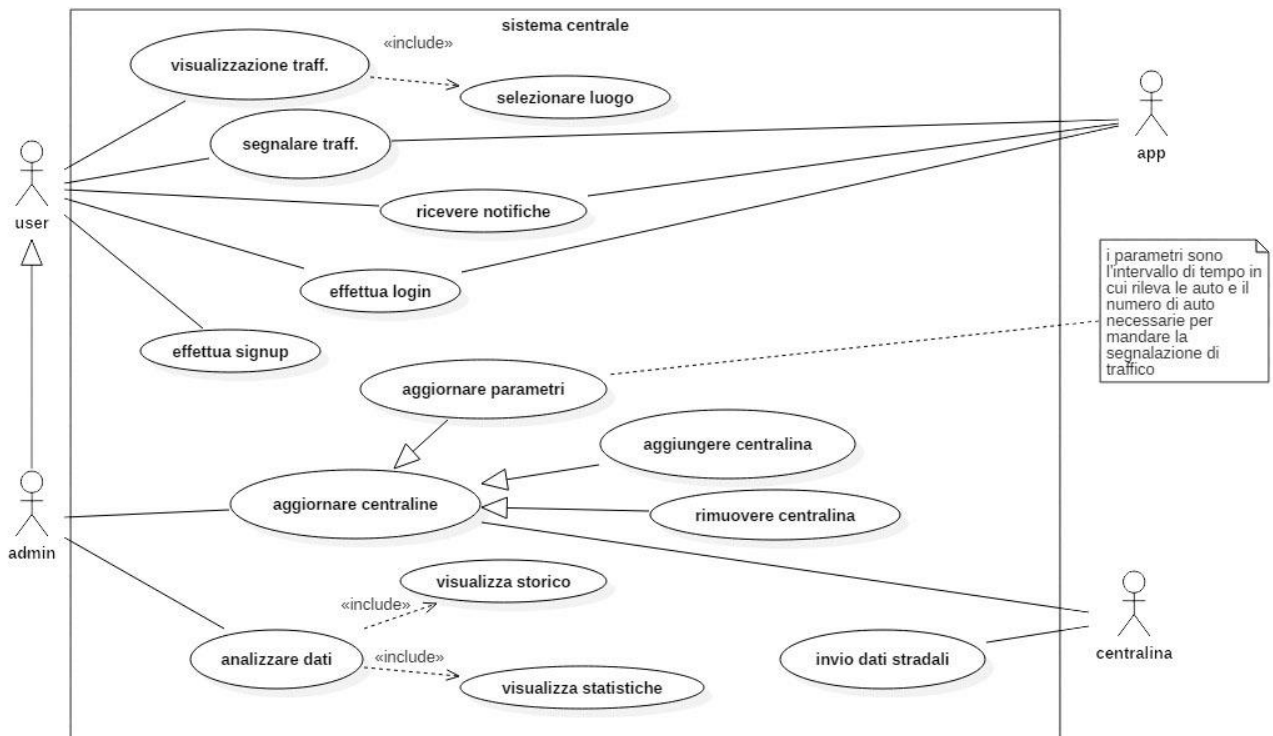 sistema centrale
«include»
visualizzazione traff.
selezionare luogo
segnalare traff.
app
user
ricevere notifiche
i parametri sono
l'intervallo di tempo in
cui rileva le auto e il
numero di auto
necessarie per
mandare la
segnalazione di
traffico
effettua login
effettua signup
aggiornare parametri
aggiungere centralina
aggiornare centraline
rimuovere centralina
admin
visualizza storico
«include»
analizzare dati
«include»
invio dati stradali
centralina
visualizza statistiche